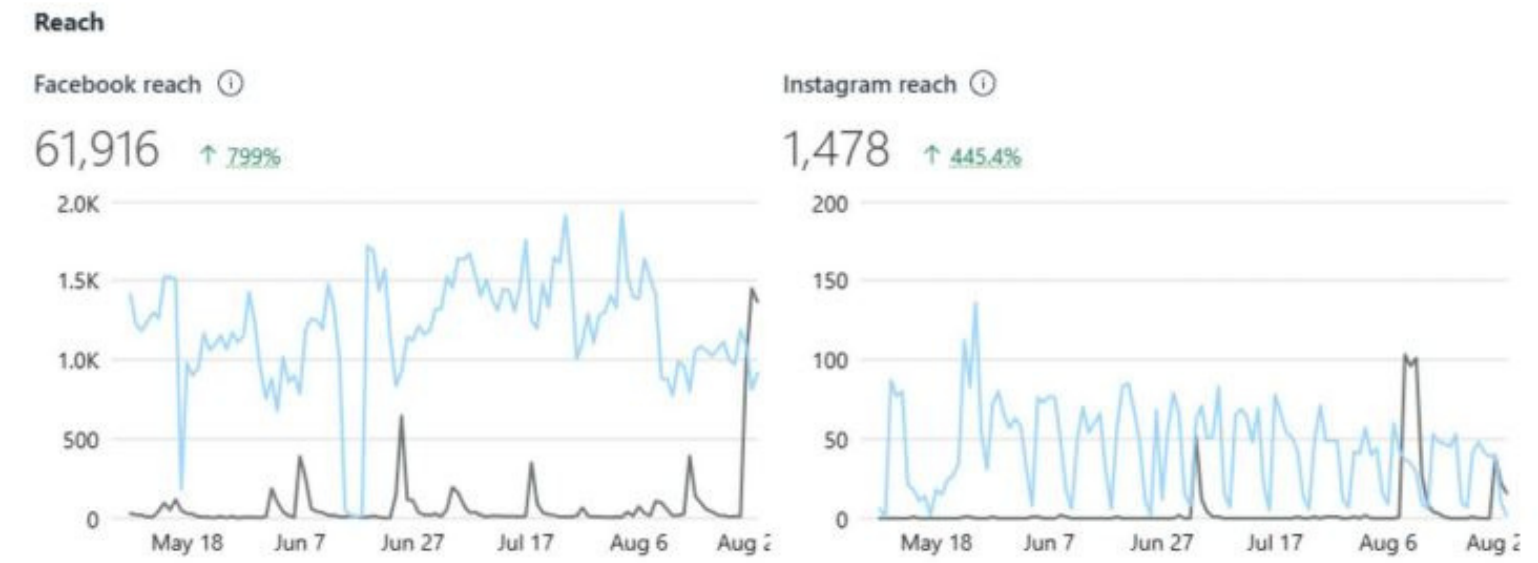 Reach
Facebook reach
61,916 ↑ 799%
2.0K
1.5K
1.0K
500
0
May 18 Jun 7 Jun 27 Jul 17 Aug 6 Aug
Instagram reach
1,478 ↑ 445.4%
200
150
100
50
0
May 18 Jun 7 Jun 27 Jul 17 Aug 6 Aug